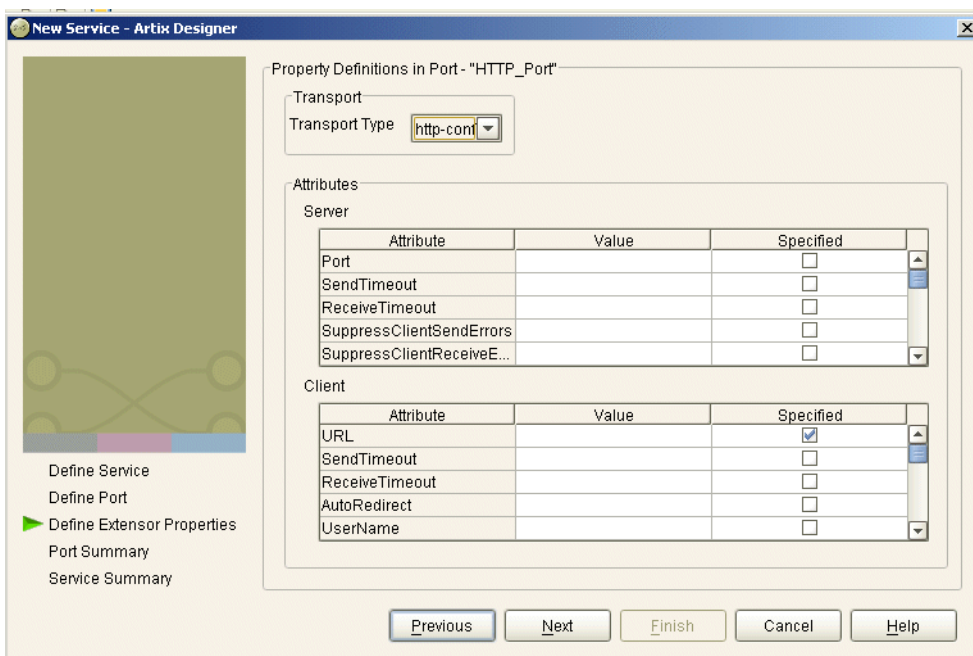 New Service - Artix Designer
Property Definitions in Port - "HTTP_Port"
Transport
Transport Type http-conf
Attributes
Server
Attribute Value Specified
Port
SendTimeout
ReceiveTimeout
SuppressClientSendErrors
SuppressClientReceiveE...
Client
Attribute Value Specified
URL
SendTimeout
ReceiveTimeout
AutoRedirect
UserName
Define Service
Define Port
Define Extensor Properties
Port Summary
Service Summary
Previous Next Finish Cancel Help